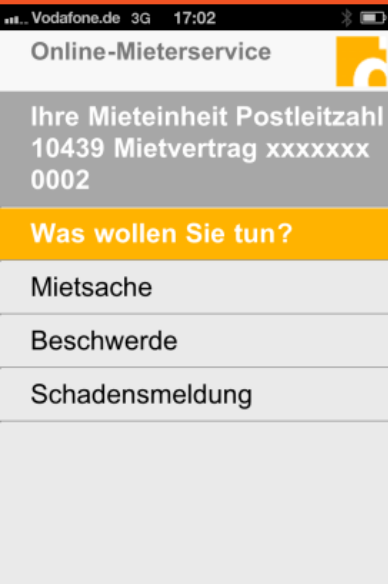 Vodafone.de 3G 17:02
Online-Mieterservice
Ihre Mieteinheit Postleitzahl
10439 Mietvertrag xxxxxxx
0002
Was wollen Sie tun?
Mietsache
Beschwerde
Schadensmeldung